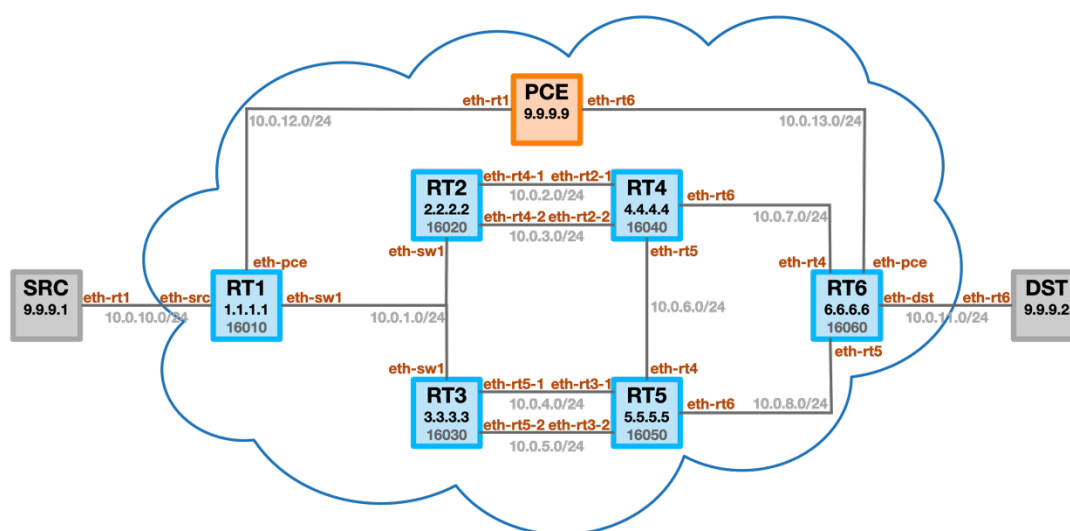 PCE
eth-rt1
eth-rt6
9.9.9.9
10.0.12.0/24
10.0.13.0/24
RT2
eth-rt4-1
eth-rt2-1
RT4
2.2.2.2
10.0.2.0/24
4.4.4.4
eth-rt6
16020
eth-rt4-2
eth-rt2-2
16040
10.0.7.0/24
10.0.3.0/24
eth-sw1
eth-rt5
eth-pce
eth-rt4
eth-pce
SRC
eth-rt1
eth-src
RT1
eth-sw1
RT6
eth-dst
eth-rt6
DST
9.9.9.1
10.0.10.0/24
1.1.1.1
10.0.1.0/24
10.0.6.0/24
6.6.6.6
10.0.11.0/24
9.9.9.2
16010
16060
eth-rt5
eth-sw1
eth-rt4
RT3
eth-rt5-1
eth-rt3-1
RT5
3.3.3.3
10.0.4.0/24
5.5.5.5
eth-rt6
10.0.8.0/24
16030
eth-rt5-2
eth-rt3-2
16050
10.0.5.0/24